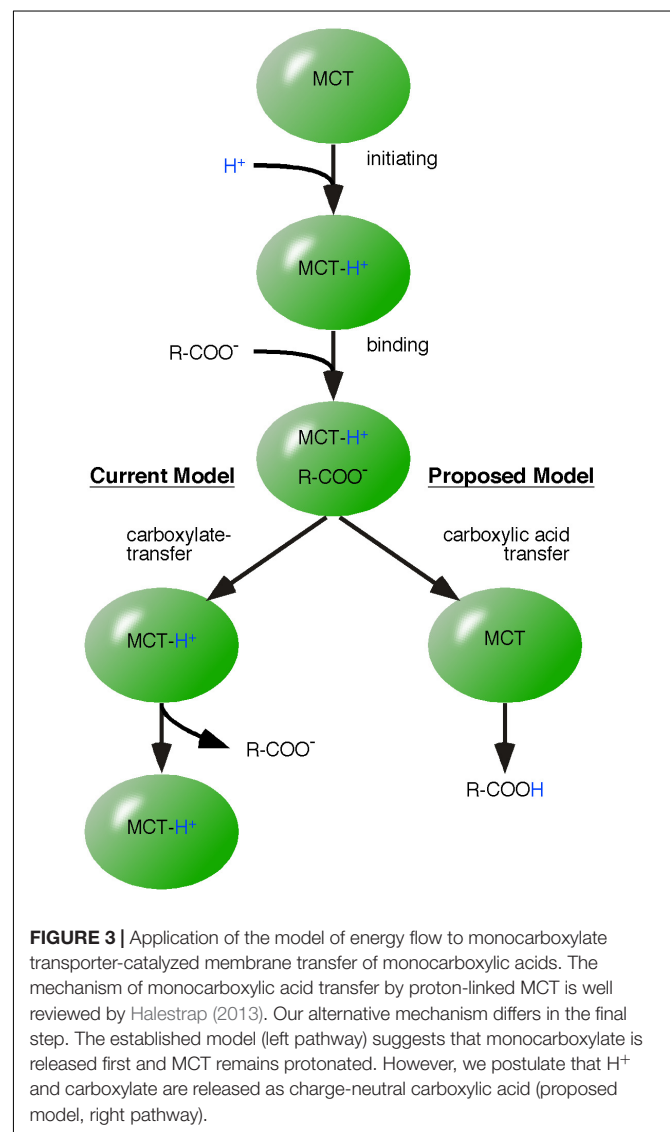 MCT
H⁺
initiating
MCT-H⁺
R-COO⁻
binding
MCT-H⁺
R-COO⁻
Current Model
Proposed Model
carboxylate-
transfer
carboxylic acid
transfer
MCT-H⁺
MCT
R-COO⁻
R-COOH
MCT-H⁺
FIGURE 3 | Application of the model of energy flow to monocarboxylate
transporter-catalyzed membrane transfer of monocarboxylic acids. The
mechanism of monocarboxylic acid transfer by proton-linked MCT is well
reviewed by Halestrap (2013). Our alternative mechanism differs in the final
step. The established model (left pathway) suggests that monocarboxylate is
released first and MCT remains protonated. However, we postulate that H⁺
and carboxylate are released as charge-neutral carboxylic acid (proposed
model, right pathway).